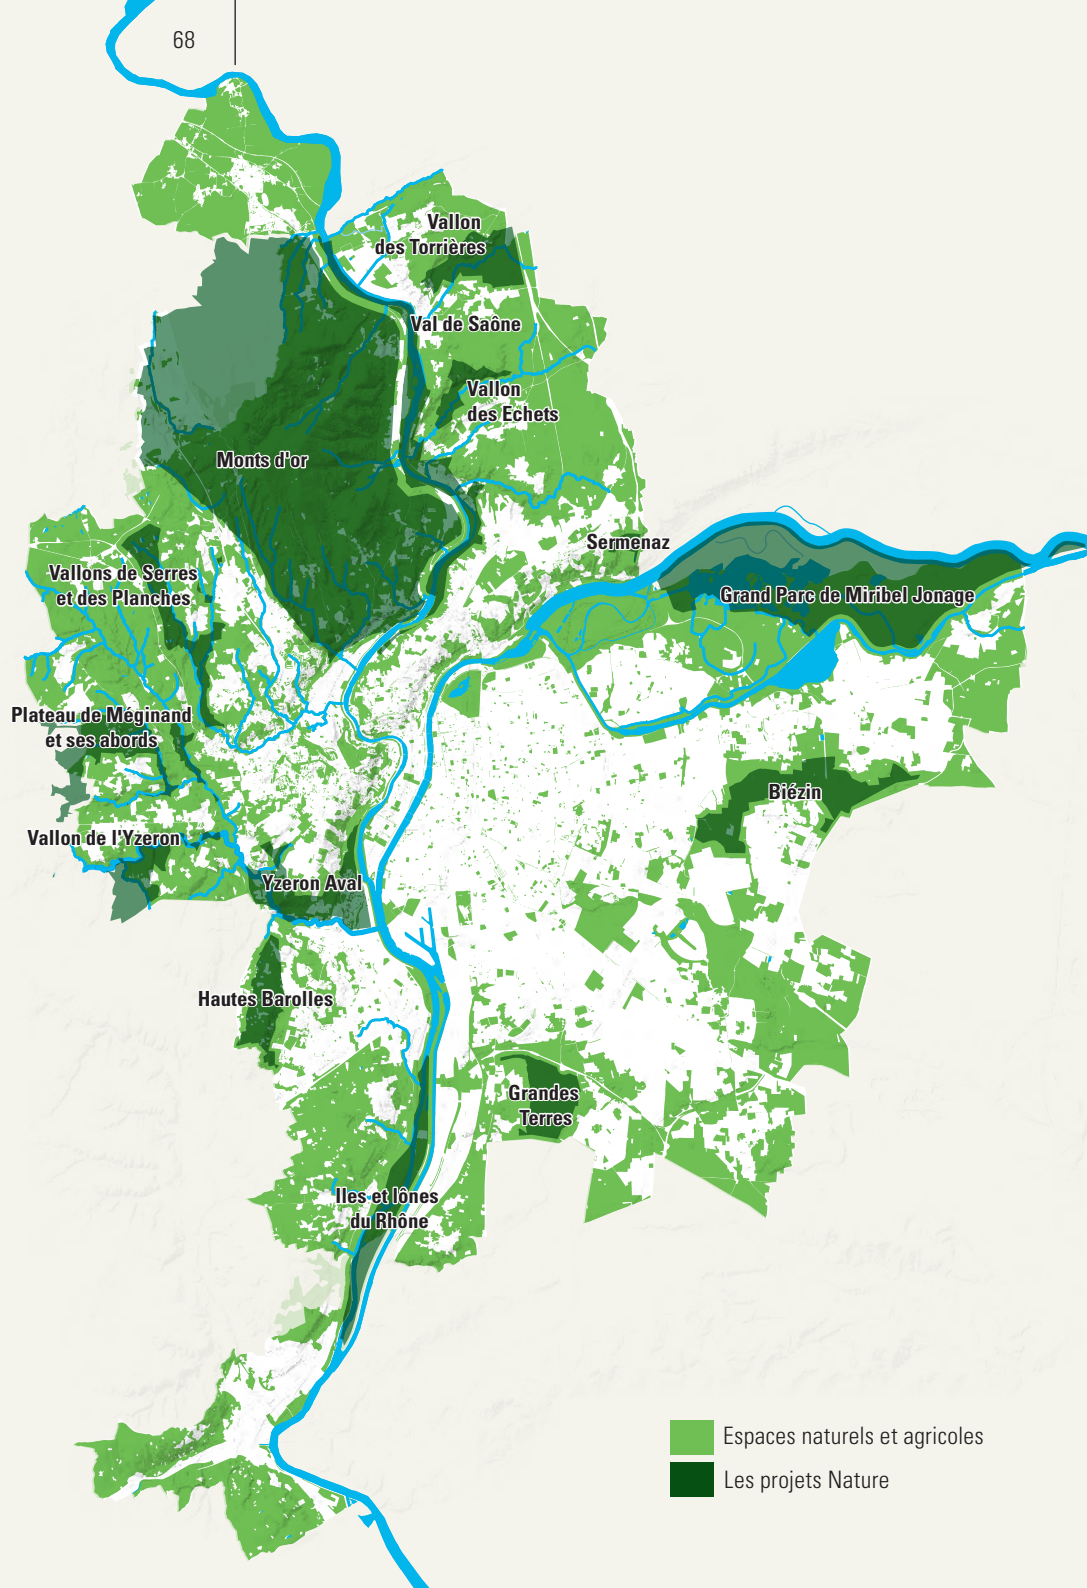 68
Vallon
des Torrières
Val de Saône
Vallon
des Echets
Monts d'or
Sermenaz
Vallons de Serres
et des Planches
Grand Parc de Miribel Jonage
Plateau de Méginand
et ses abords
Biézin
Vallon de l'Yzeron
Yzeron Aval
Hautes Barolles
Grandes
Terres
Iles et lônes
du Rhône
Espaces naturels et agricoles
Les projets Nature